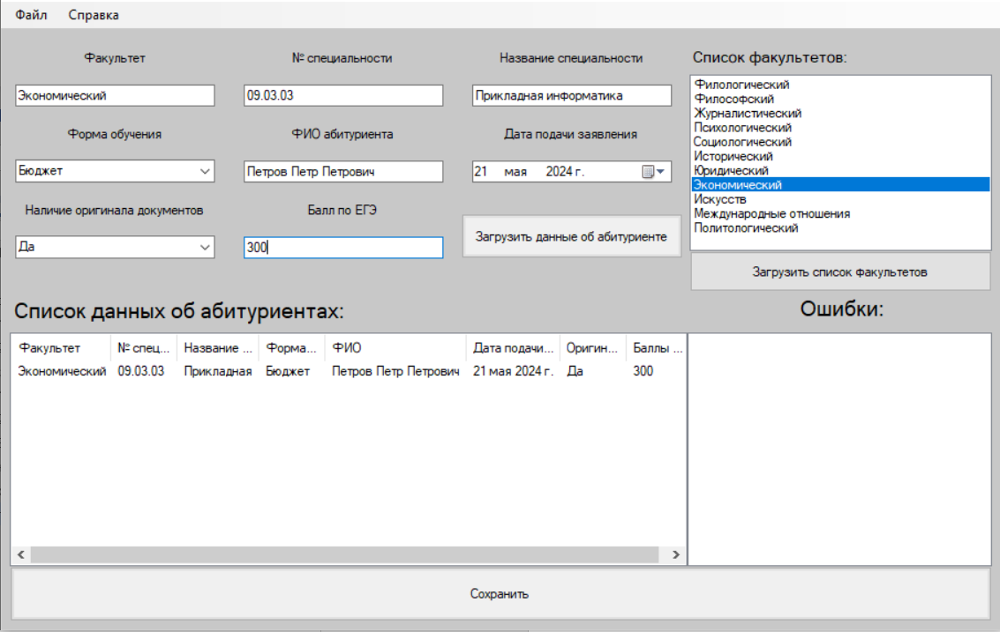 Файл Справка
Факультет № специальности Название специальности Список факультетов:
Экономический 09.03.03 Прикладная информатика
Форма обучения ФИО абитуриента Дата подачи заявления
Бюджет Петров Петр Петрович 21 мая 2024 г.
Наличие оригинала документов Балл по ЕГЭ
Да 300 Загрузить данные об абитуриенте
Филологический
Философский
Журналистический
Психологический
Социологический
Исторический
Юридический
Экономический
Искусств
Международные отношения
Политологический
Загрузить список факультетов
Список данных об абитуриентах: Ошибки:
Факультет № спец... Название ... Форма... ФИО Дата подачи... Оригин... Баллы ...
Экономический 09.03.03 Прикладная Бюджет Петров Петр Петрович 21 мая 2024 г. Да 300
Сохранить